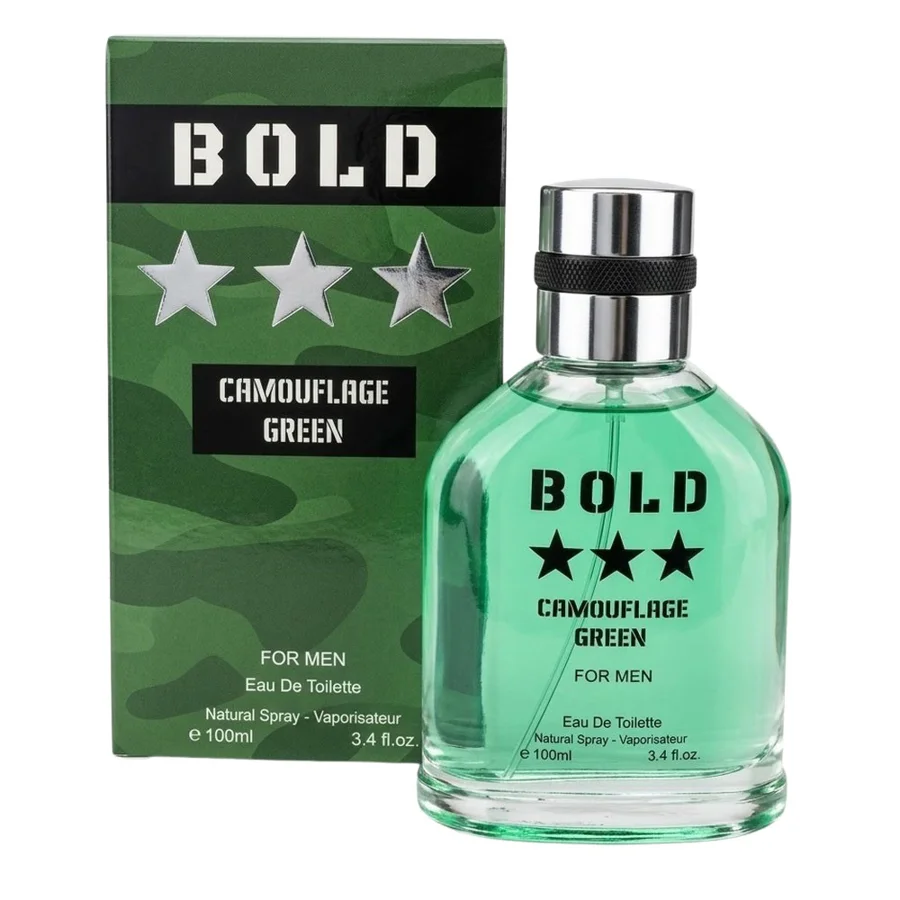 BOLD
CAMOUFLAGE
GREEN
FOR MEN
Eau De Toilette
Natural Spray - Vaporisateur
e 100ml 3.4 fl.oz.
BOLD
CAMOUFLAGE
GREEN
FOR MEN
Eau De Toilette
Natural Spray - Vaporisateur
e 100ml 3.4 fl.oz.